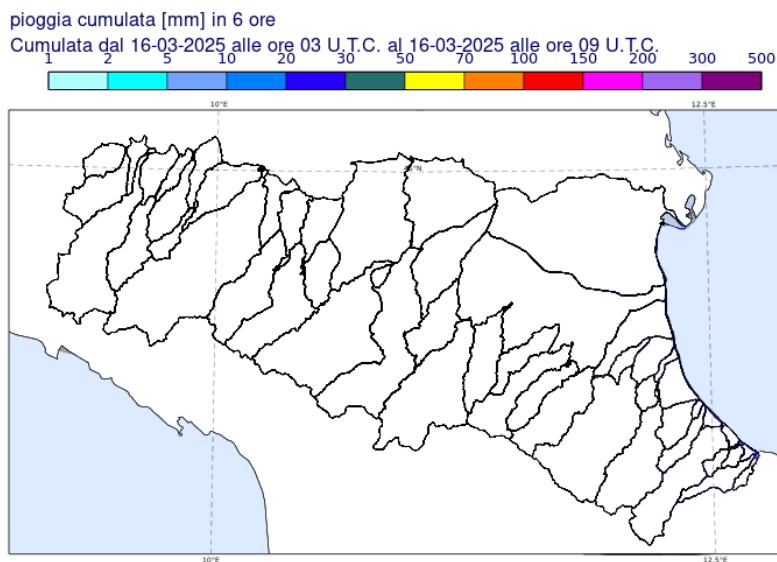 pioggia cumulata [mm] in 6 ore
Cumulata dal 16-03-2025 alle ore 03 U.T.C. al 16-03-2025 alle ore 09 U.T.C.
1 2 5 10 20 30 50 70 100 150 200 300 500
10°E 12.5°E
10°E 12.5°E